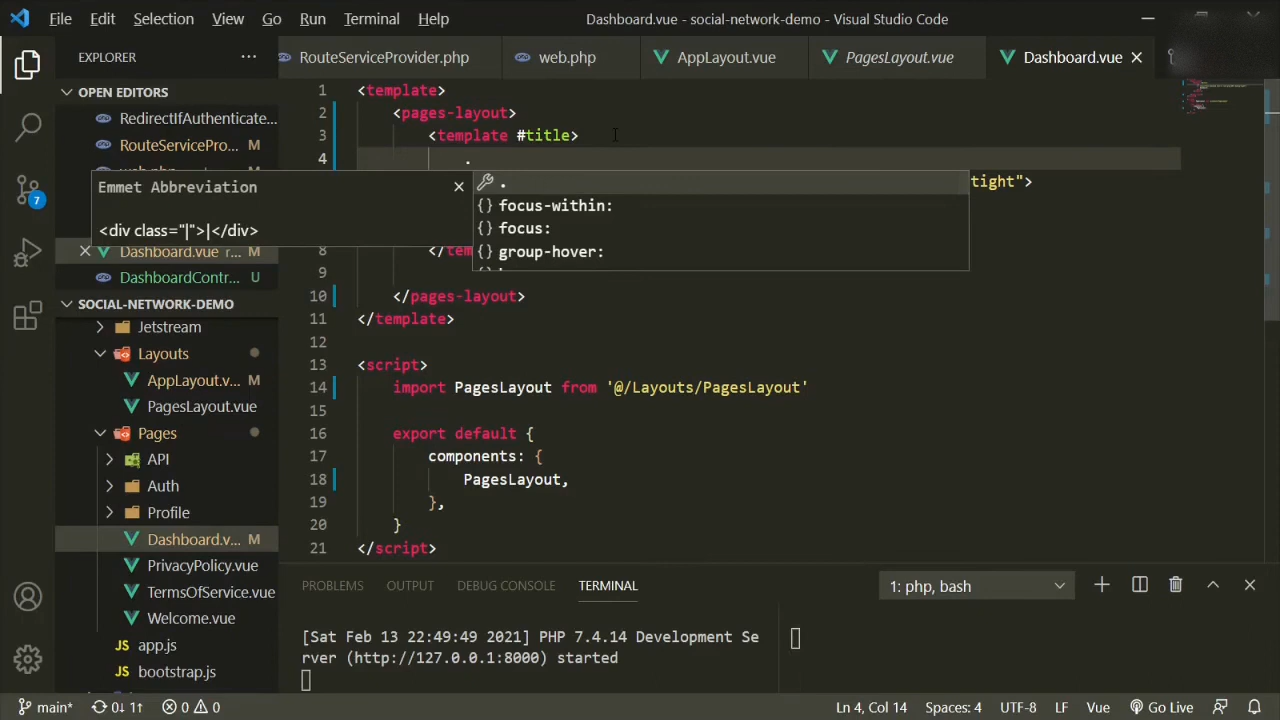 File Edit Selection View Go Run Terminal Help Dashboard.vue - social-network-demo - Visual Studio Code
EXPLORER ··· RouteServiceProvider.php web.php AppLayout.vue PagesLayout.vue Dashboard.vue
OPEN EDITORS
RedirectIfAuthenticate...
RouteServicePro... M
Dashboard.vue r... M
DashboardContr... U
SOCIAL-NETWORK-DEMO
Jetstream
Layouts
AppLayout.v... M
PagesLayout.vue
Pages
API
Auth
Profile
Dashboard.v... M
PrivacyPolicy.vue
TermsOfService.vue
Welcome.vue
JS app.js
JS bootstrap.js
7
1 <template>
2 <pages-layout>
3 <template #title>
4 .
tight">
Emmet Abbreviation
<div class="|">|</div>
.
{} focus-within:
{} focus:
{} group-hover:
8 </tem
9
10 </pages-layout>
11 </template>
12
13 <script>
14 import PagesLayout from '@/Layouts/PagesLayout'
15
16 export default {
17 components: {
18 PagesLayout,
19 },
20 }
21 </script>
PROBLEMS OUTPUT DEBUG CONSOLE TERMINAL 1: php, bash
[Sat Feb 13 22:49:49 2021] PHP 7.4.14 Development Se
rver (http://127.0.0.1:8000) started
main* 0↓ 1↑ 0 0 Ln 4, Col 14 Spaces: 4 UTF-8 LF Vue Go Live